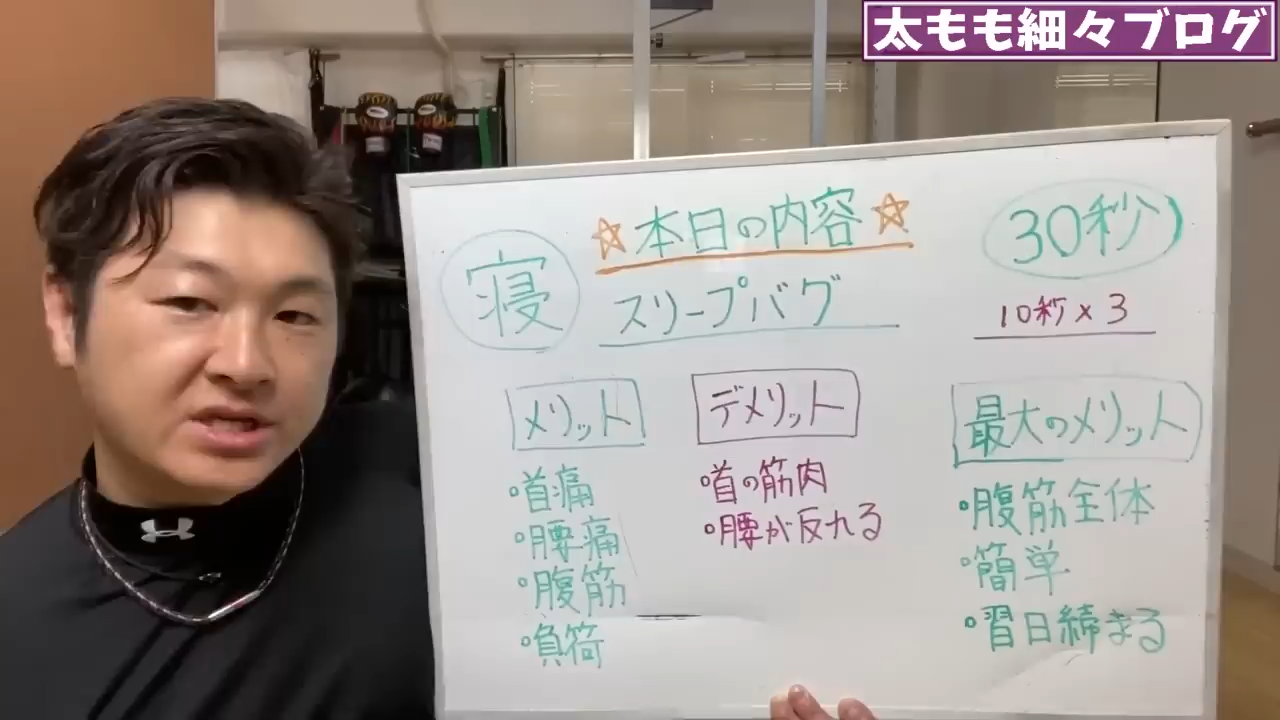 太もも細々ブログ
☆本日の内容☆
寝
スリープバグ
30秒
10秒×3
メリット
・首痛
・腰痛
・腹筋
・負荷
デメリット
・首の筋肉
・腰が反れる
最大のメリット
・腹筋全体
・簡単
・習日締まる